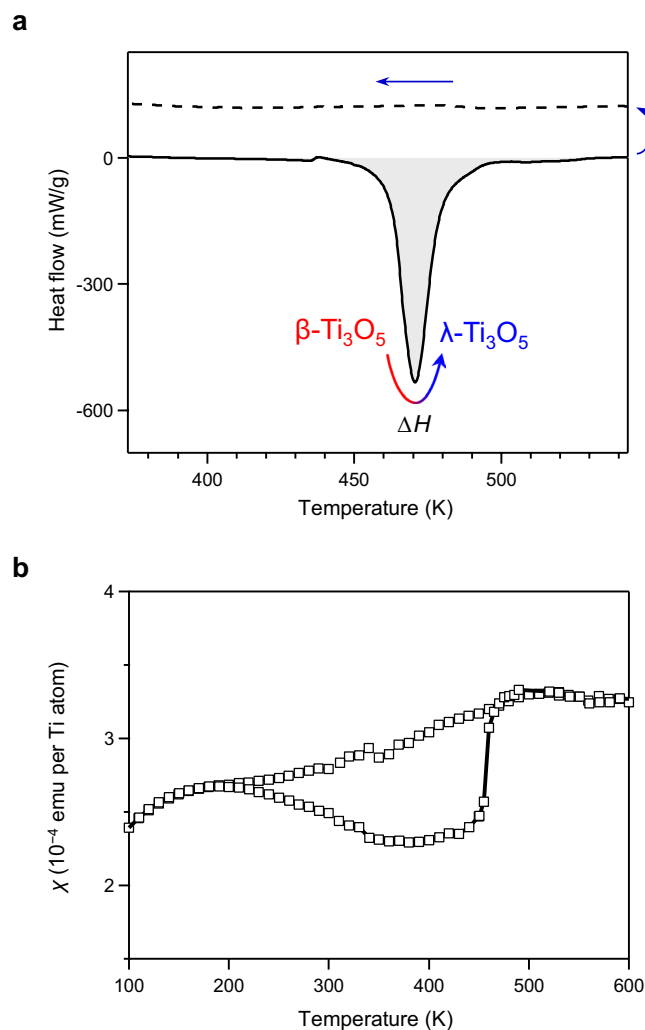 a
0
-300
-600
Heat flow (mW/g)
β-Ti₃O₅
λ-Ti₃O₅
ΔH
400
450
500
Temperature (K)
b
4
3
2
χ (10⁻⁴ emu per Ti atom)
100
200
300
400
500
600
Temperature (K)